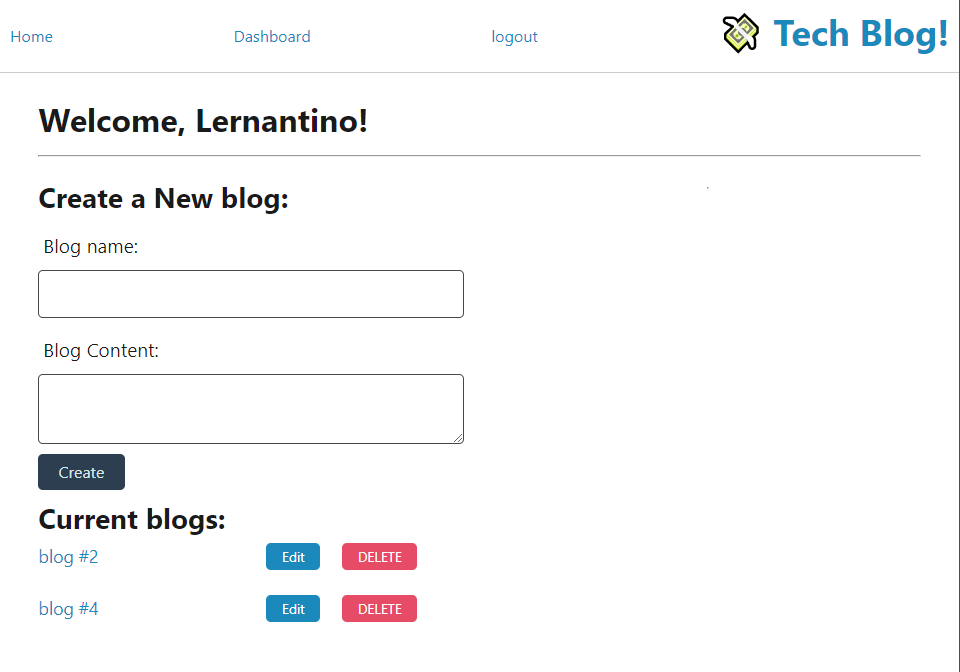 Home Dashboard logout Tech Blog!
Welcome, Lernantino!
Create a New blog:
Blog name:
Blog Content:
Create
Current blogs:
blog #2 Edit DELETE
blog #4 Edit DELETE